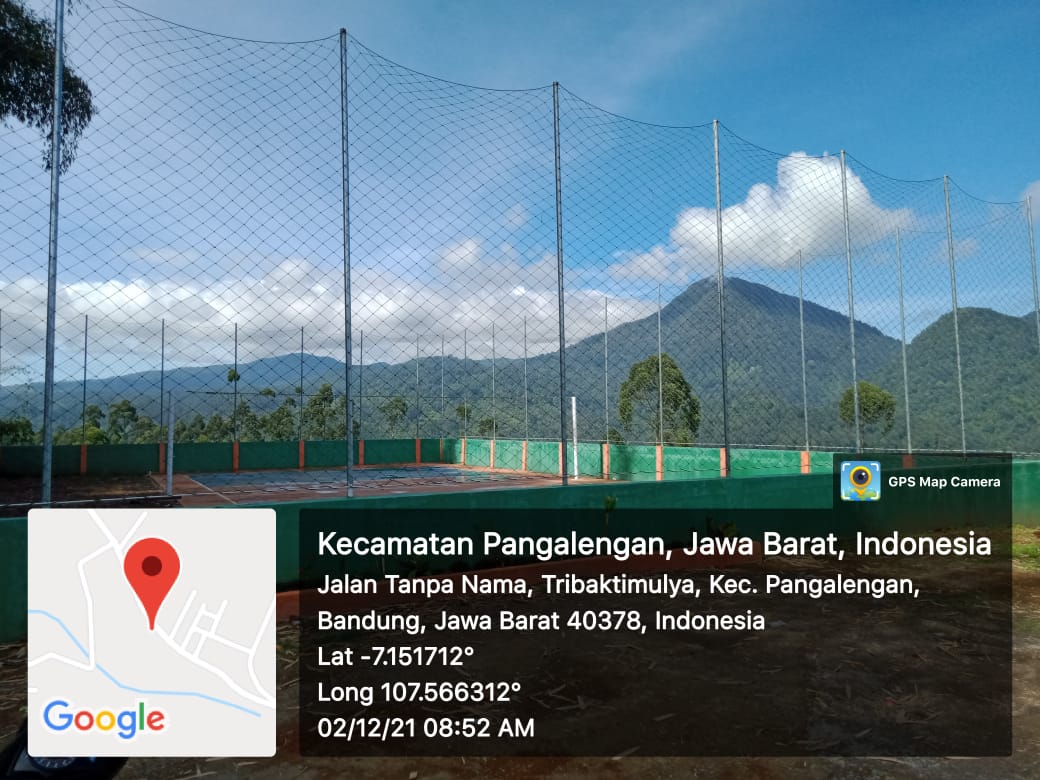 GPS Map Camera
Kecamatan Pangalengan, Jawa Barat, Indonesia
Jalan Tanpa Nama, Tribaktimulya, Kec. Pangalengan,
Bandung, Jawa Barat 40378, Indonesia
Lat -7.151712°
Long 107.566312°
02/12/21 08:52 AM
Google